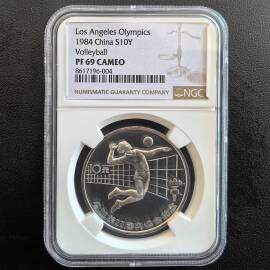 Los Angeles Olympics
1984 China S10Y
Volleyball
PF 69 CAMEO
8617196-004
NUMISMATIC GUARANTY COMPANY
NGC
10元